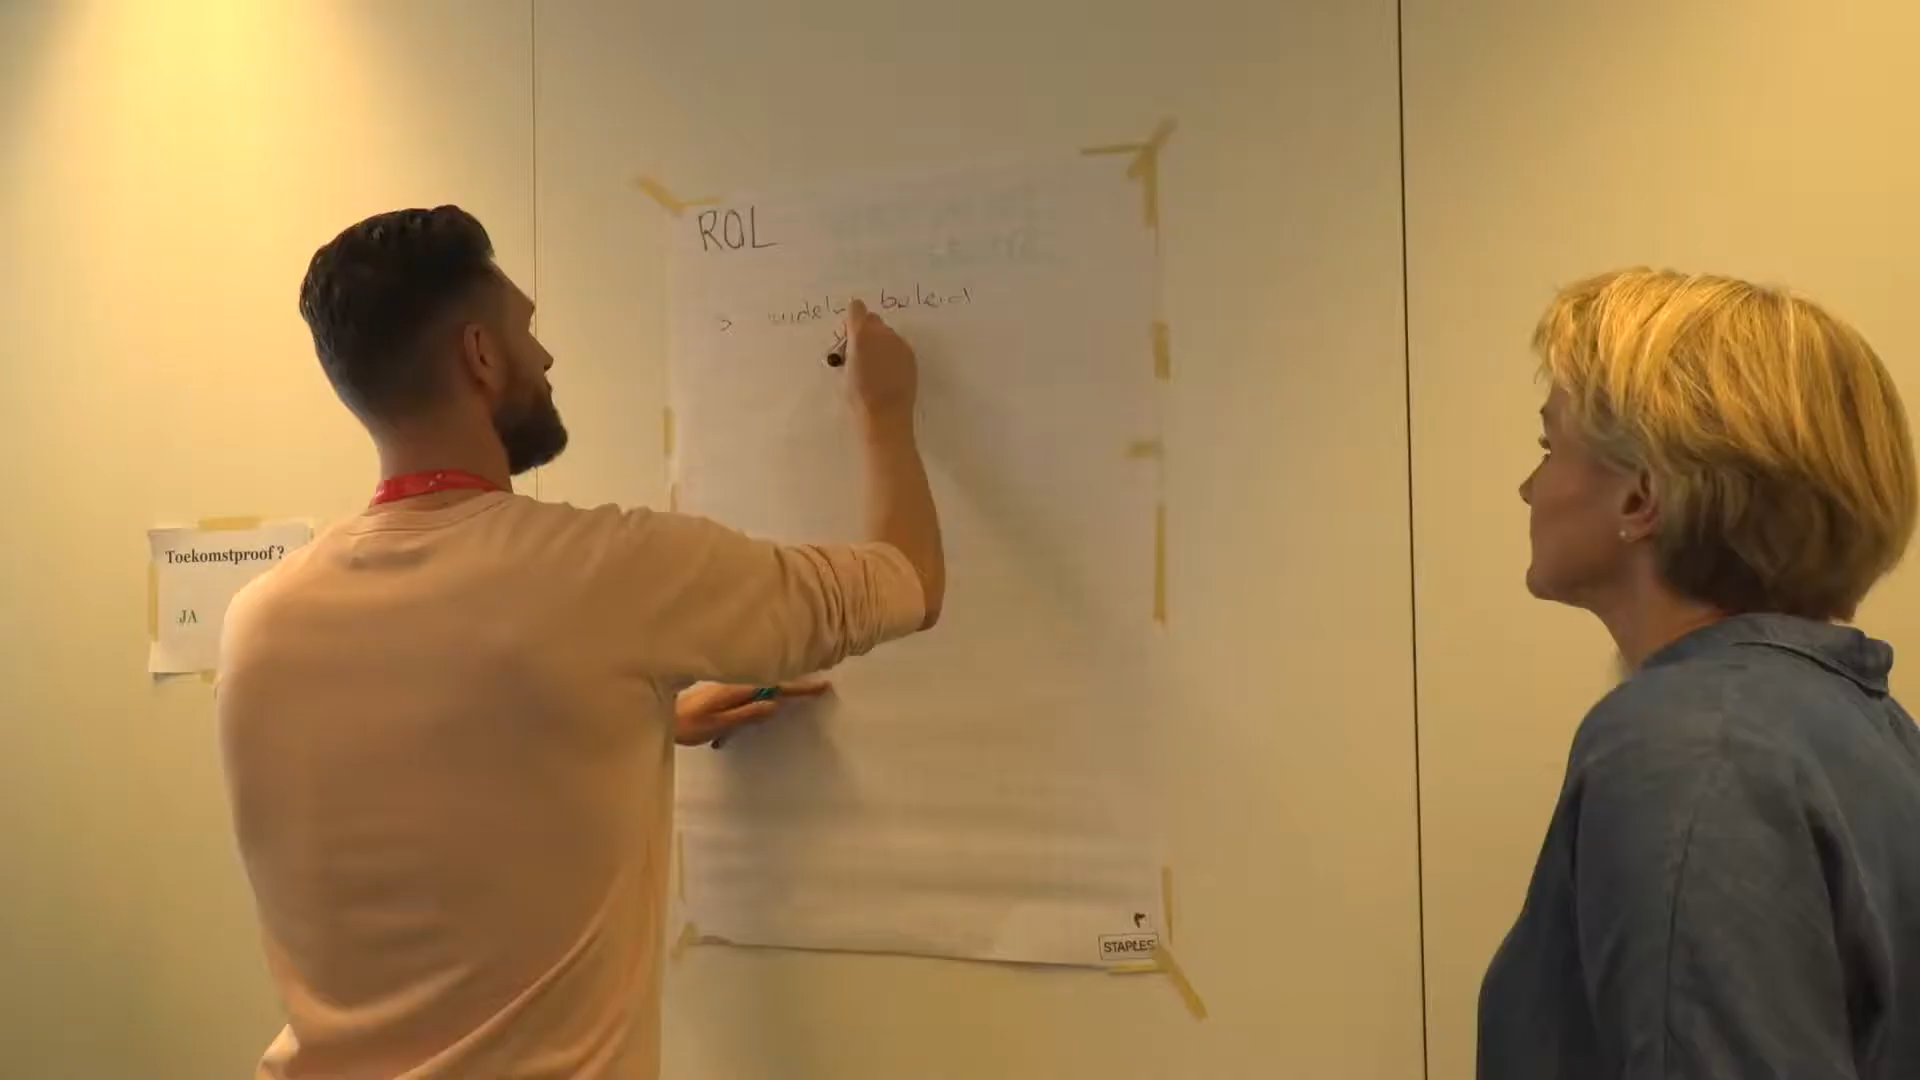 ROL
> beleid
Toekomstproof ?
JA
STAPLES